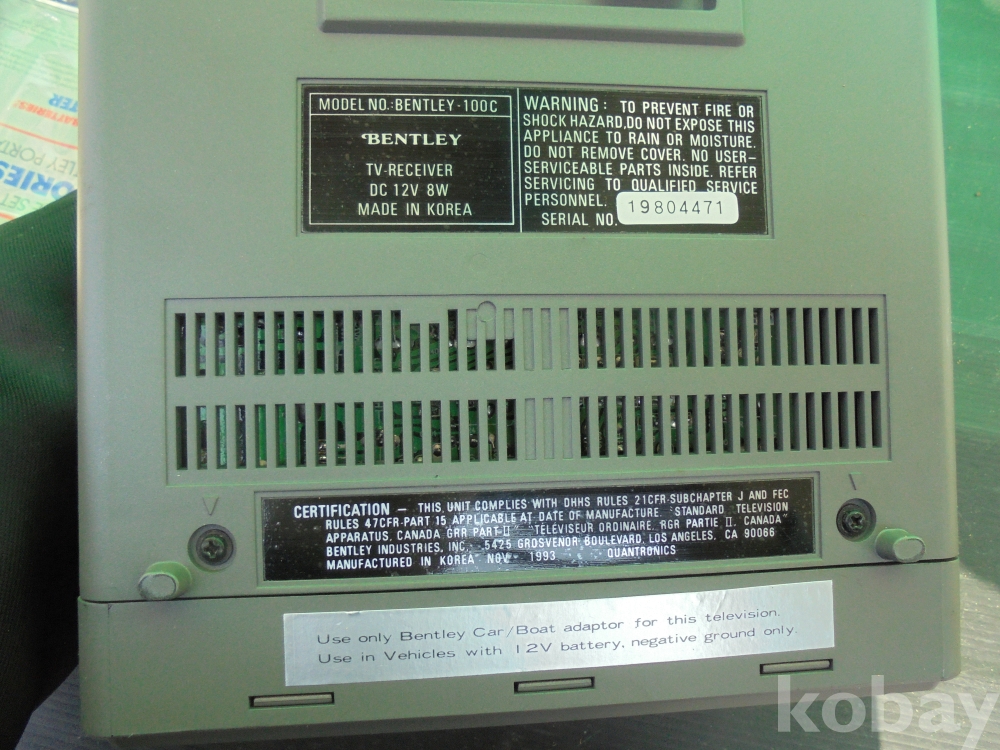 MODEL NO.:BENTLEY-100C
BENTLEY
TV-RECEIVER
DC 12V 8W
MADE IN KOREA
WARNING: TO PREVENT FIRE OR
SHOCK HAZARD,DO NOT EXPOSE THIS
APPLIANCE TO RAIN OR MOISTURE.
DO NOT REMOVE COVER. NO USER-
SERVICEABLE PARTS INSIDE. REFER
SERVICING TO QUALIFIED SERVICE
PERSONNEL.
SERIAL NO. 19804471
CERTIFICATION - THIS UNIT COMPLIES WITH DHHS RULES 21CFR-SUBCHAPTER J AND FEC
RULES 47CFR-PART 15 APPLICABLE AT DATE OF MANUFACTURE. "STANDARD TELEVISION
APPARATUS, CANADA GRR PART-II" "TELEVISEUR ORDINAIRE, RGR PARTIE II, CANADA"
BENTLEY INDUSTRIES, INC. 5425 GROSVENOR BOULEVARD, LOS ANGELES, CA 90066
MANUFACTURED IN KOREA NOV 1993 QUANTRONICS
Use only Bentley Car/Boat adaptor for this television.
Use in Vehicles with 12V battery, negative ground only.
kobay